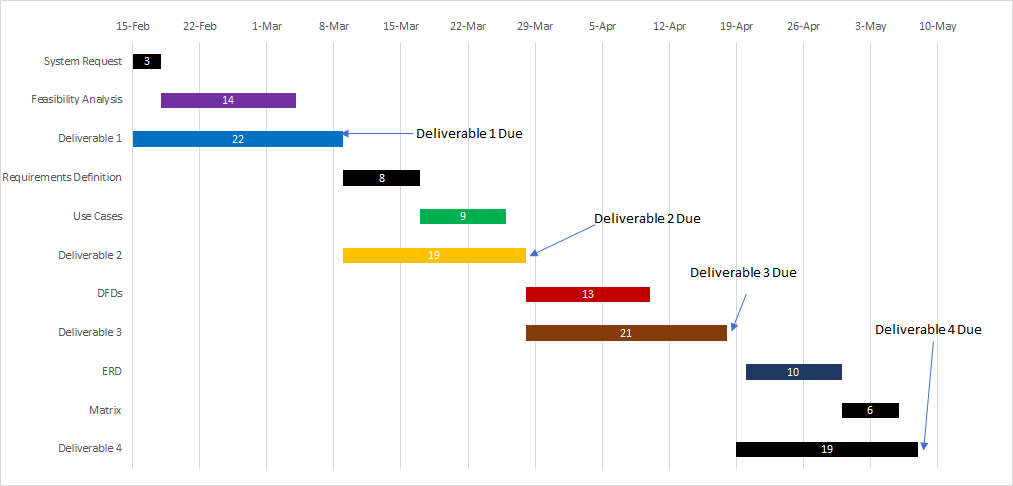 15-Feb 22-Feb 1-Mar 8-Mar 15-Mar 22-Mar 29-Mar 5-Apr 12-Apr 19-Apr 26-Apr 3-May 10-May
System Request 3
Feasibility Analysis 14
Deliverable 1 22 Deliverable 1 Due
Requirements Definition 8
Use Cases 9 Deliverable 2 Due
Deliverable 2 19
Deliverable 3 Due
DFDs 13
Deliverable 3 21 Deliverable 4 Due
ERD 10
Matrix 6
Deliverable 4 19